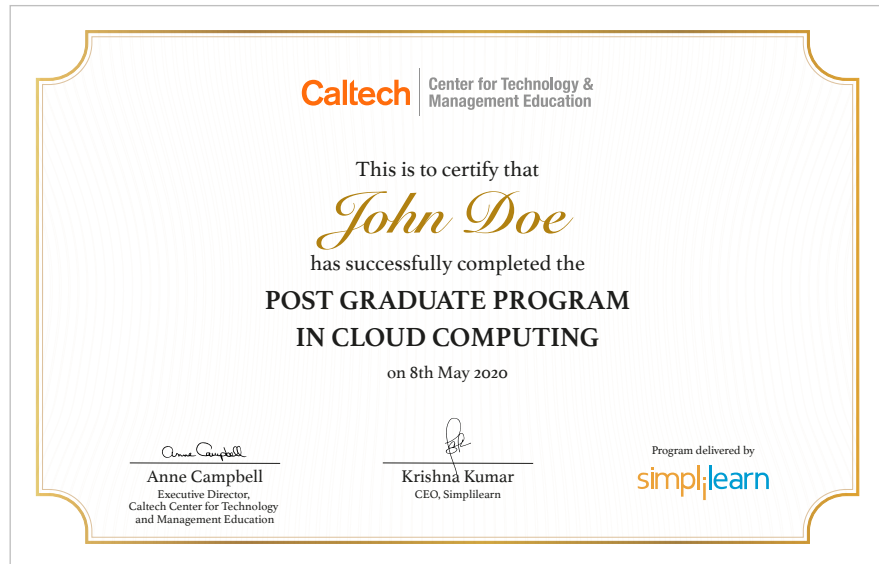 Caltech
Center for Technology &
Management Education
This is to certify that
John Doe
has successfully completed the
POST GRADUATE PROGRAM
IN CLOUD COMPUTING
on 8th May 2020
Anne Campbell
Anne Campbell
Executive Director,
Caltech Center for Technology
and Management Education
Krishna Kumar
CEO, Simplilearn
Program delivered by
simplilearn